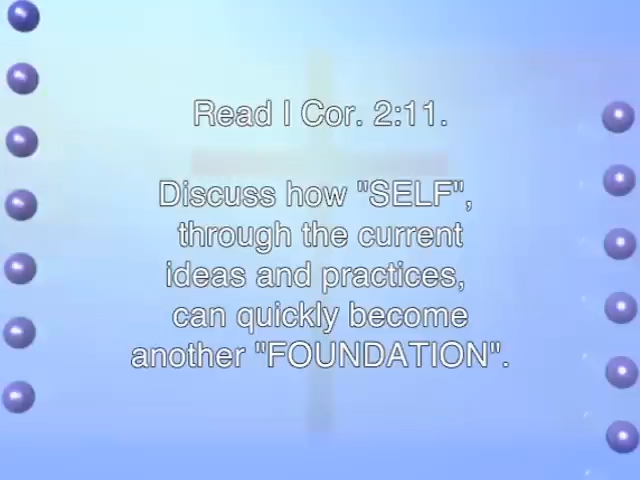 Read I Cor. 2:11.
Discuss how "SELF",
through the current
ideas and practices,
can quickly become
another "FOUNDATION".